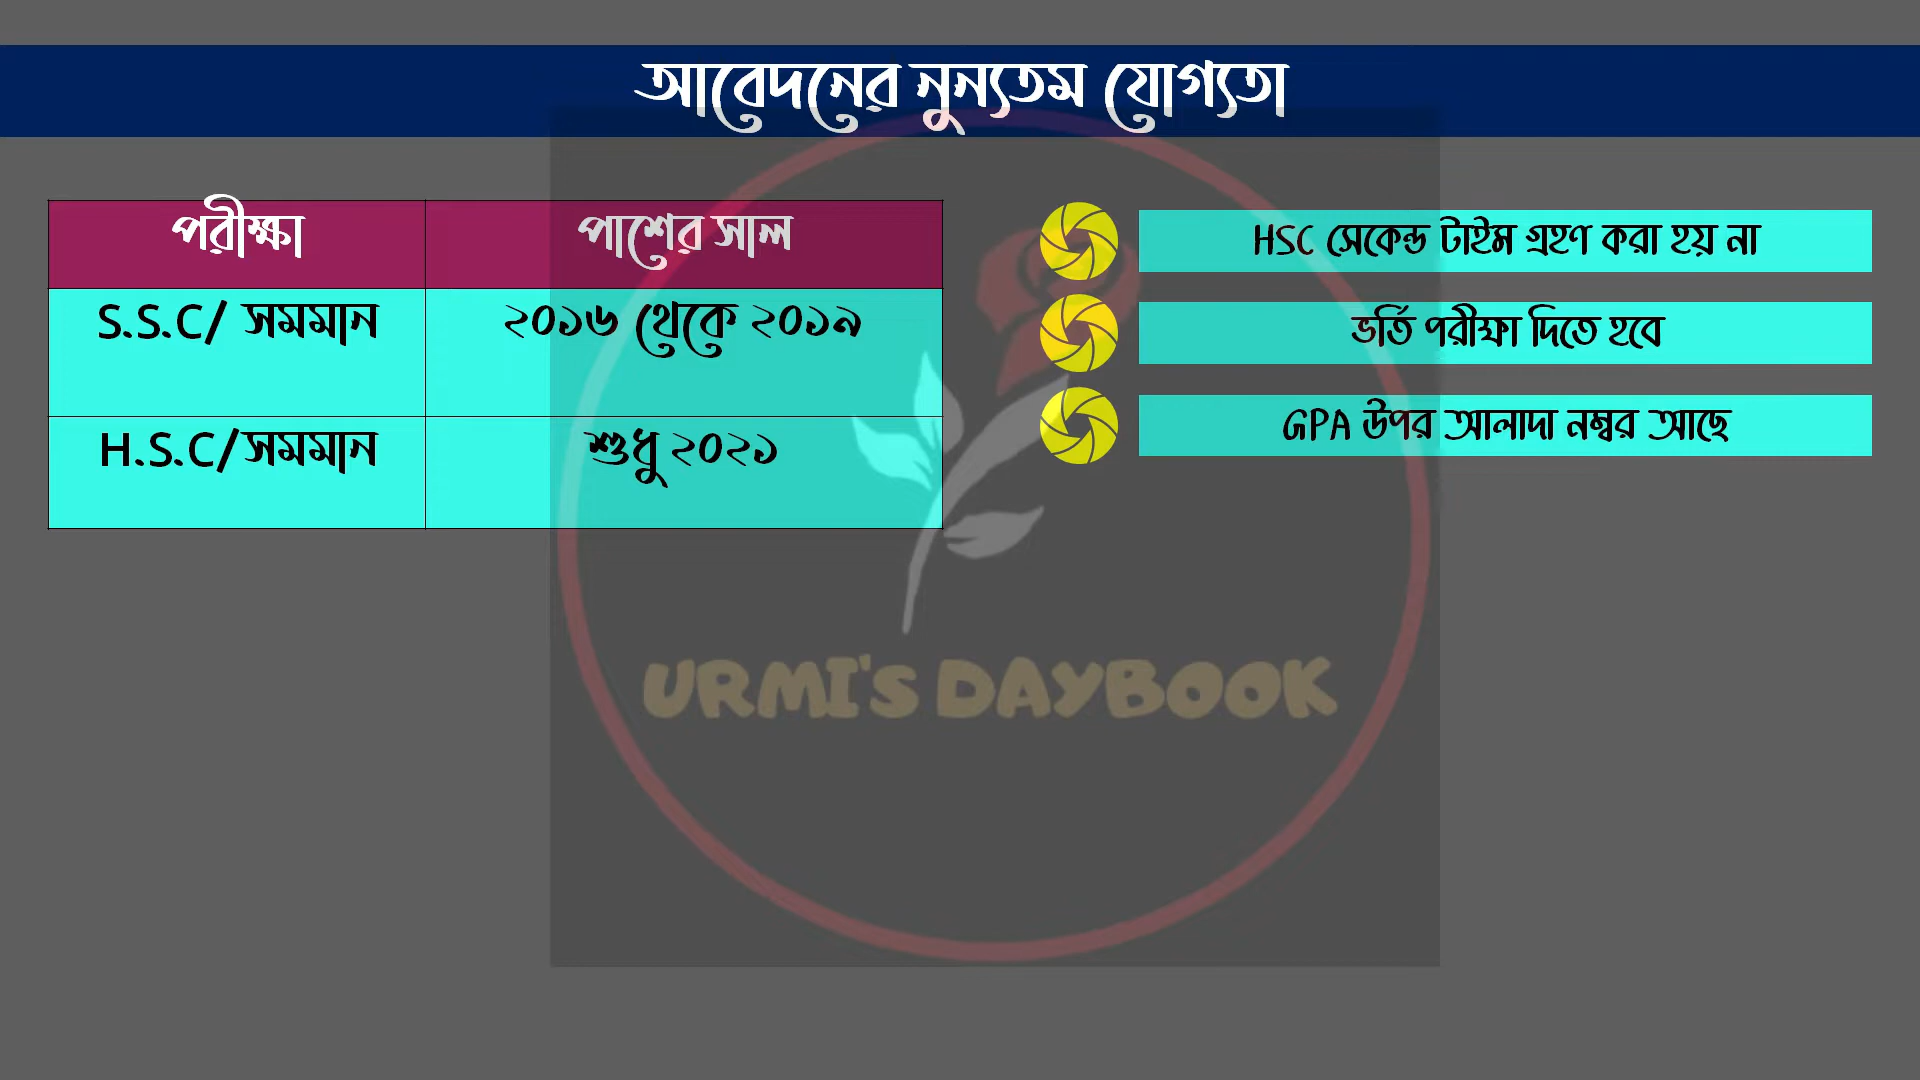 আবেদনের নুন্যতম যোগ্যতা
পরীক্ষা পাশের সাল
S.S.C/ সমমান ২০১৬ থেকে ২০১৯
H.S.C/সমমান শুধু ২০২১
HSC সেকেন্ড টাইম গ্রহণ করা হয় না
ভর্তি পরীক্ষা দিতে হবে
GPA উপর আলাদা নম্বর আছে
URMI's DAYBOOK